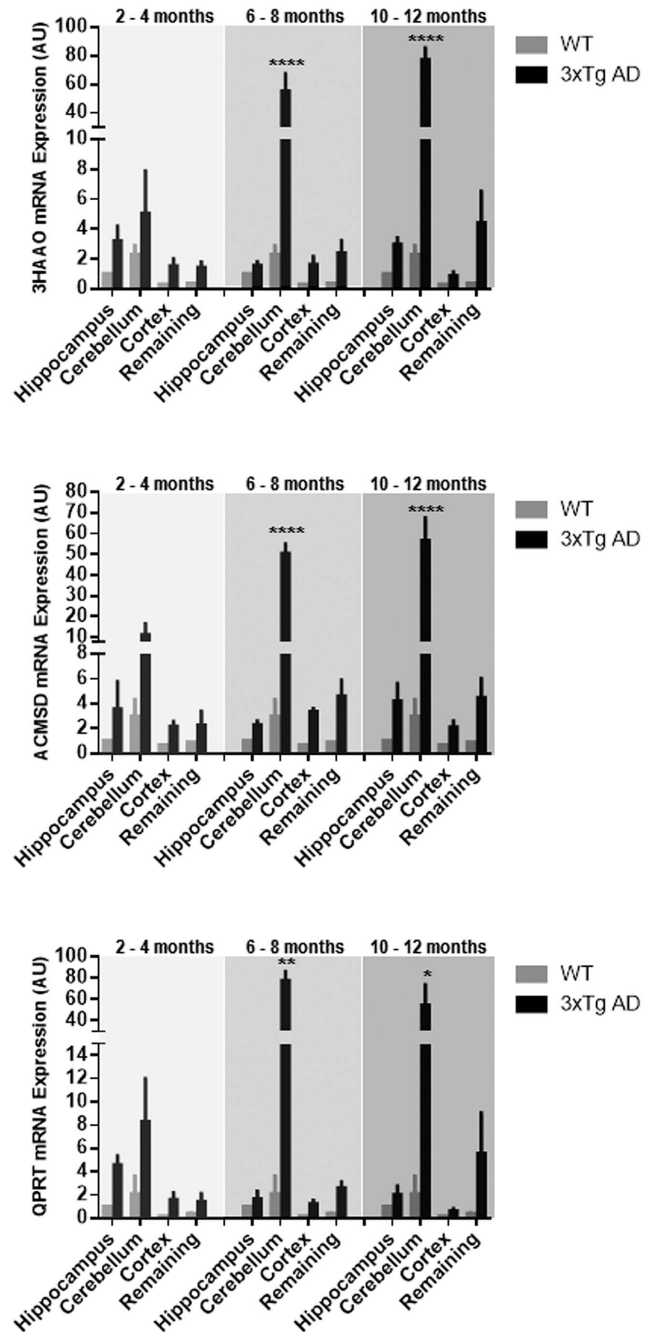 2 - 4 months 6 - 8 months 10 - 12 months
3HAAO mRNA Expression (AU)
100
80
60
40
10
8
6
4
2
0
****
****
WT
3xTg AD
Hippocampus Cerebellum Cortex Remaining Hippocampus Cerebellum Cortex Remaining Hippocampus Cerebellum Cortex Remaining
2 - 4 months 6 - 8 months 10 - 12 months
ACMSD mRNA Expression (AU)
80
70
60
50
40
30
20
10
8
6
4
2
0
****
****
WT
3xTg AD
Hippocampus Cerebellum Cortex Remaining Hippocampus Cerebellum Cortex Remaining Hippocampus Cerebellum Cortex Remaining
2 - 4 months 6 - 8 months 10 - 12 months
QPRT mRNA Expression (AU)
100
80
60
40
14
12
10
8
6
4
2
0
**
*
WT
3xTg AD
Hippocampus Cerebellum Cortex Remaining Hippocampus Cerebellum Cortex Remaining Hippocampus Cerebellum Cortex Remaining